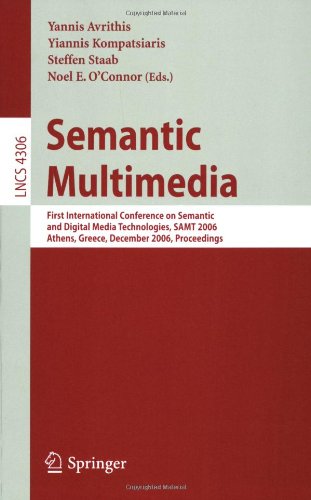 Yannis Avrithis
Yiannis Kompatsiaris
Steffen Staab
Noel E. O'Connor (Eds.)
LNCS 4306
Semantic
Multimedia
First International Conference on Semantic
and Digital Media Technologies, SAMT 2006
Athens, Greece, December 2006, Proceedings
Springer